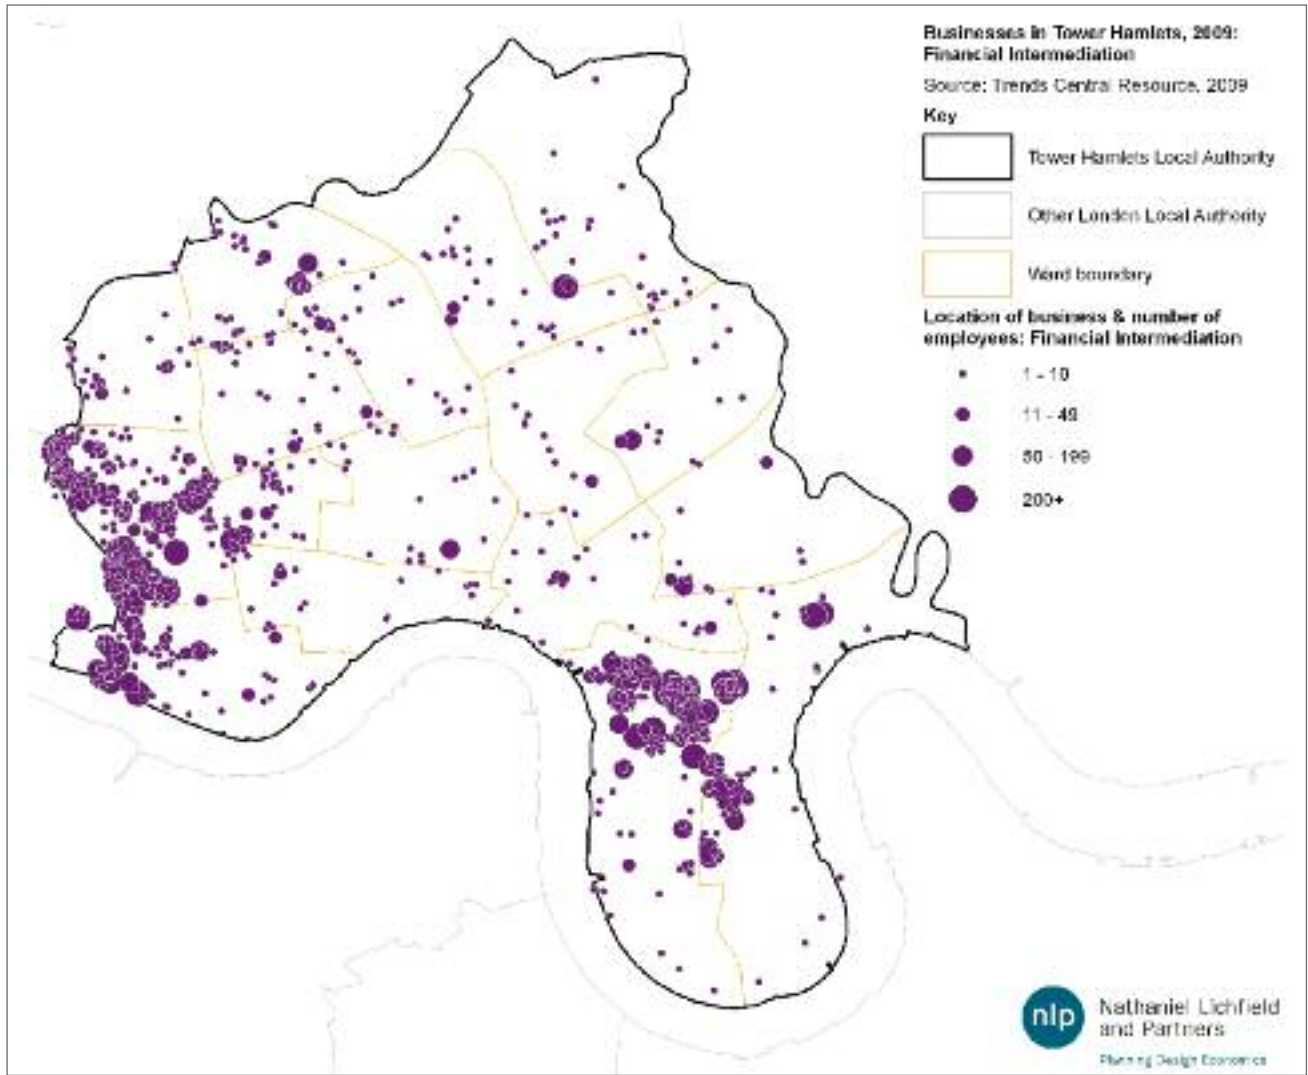 Businesses in Tower Hamlets, 2009:
Financial Intermediation
Source: Trends Central Resource, 2009
Key
Tower Hamlets Local Authority
Other London Local Authority
Ward boundary
Location of business & number of
employees: Financial Intermediation
1 - 10
11 - 49
50 - 199
200+
nlp
Nathaniel Lichfield
and Partners
Planning Design Economics